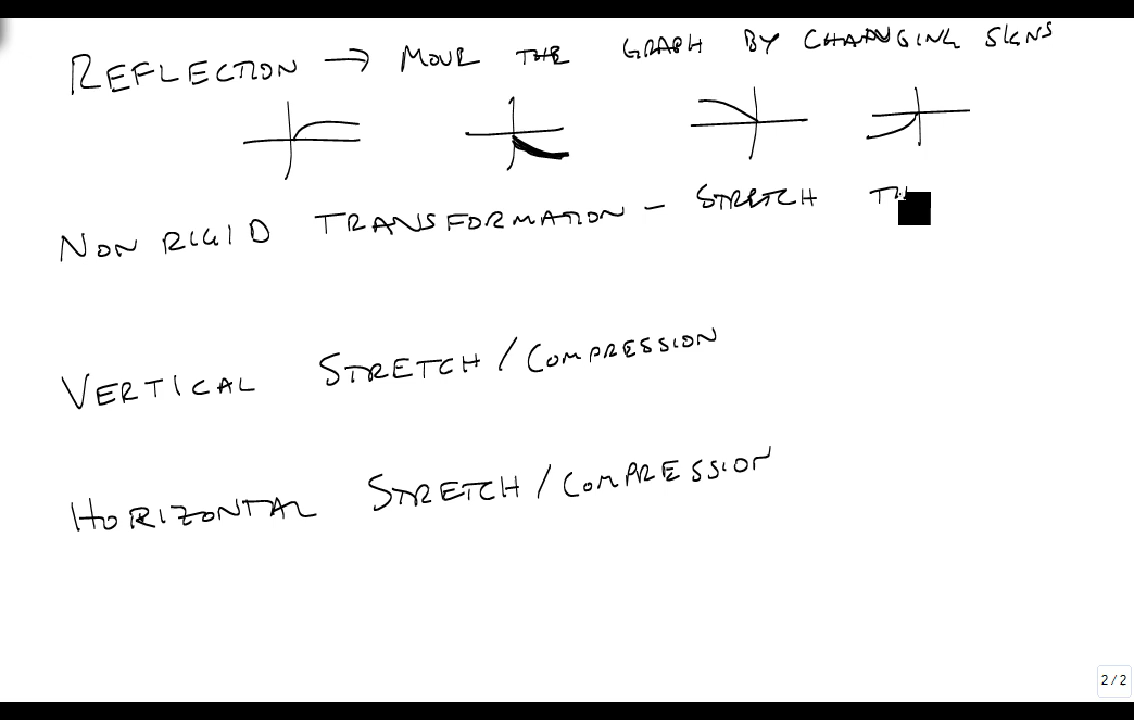 REFLECTION → MOVE THE GRAPH BY CHANGING SIGNS
NON RIGID TRANSFORMATION - STRETCH
VERTICAL STRETCH / COMPRESSION
HORIZONTAL STRETCH / COMPRESSION
2/2